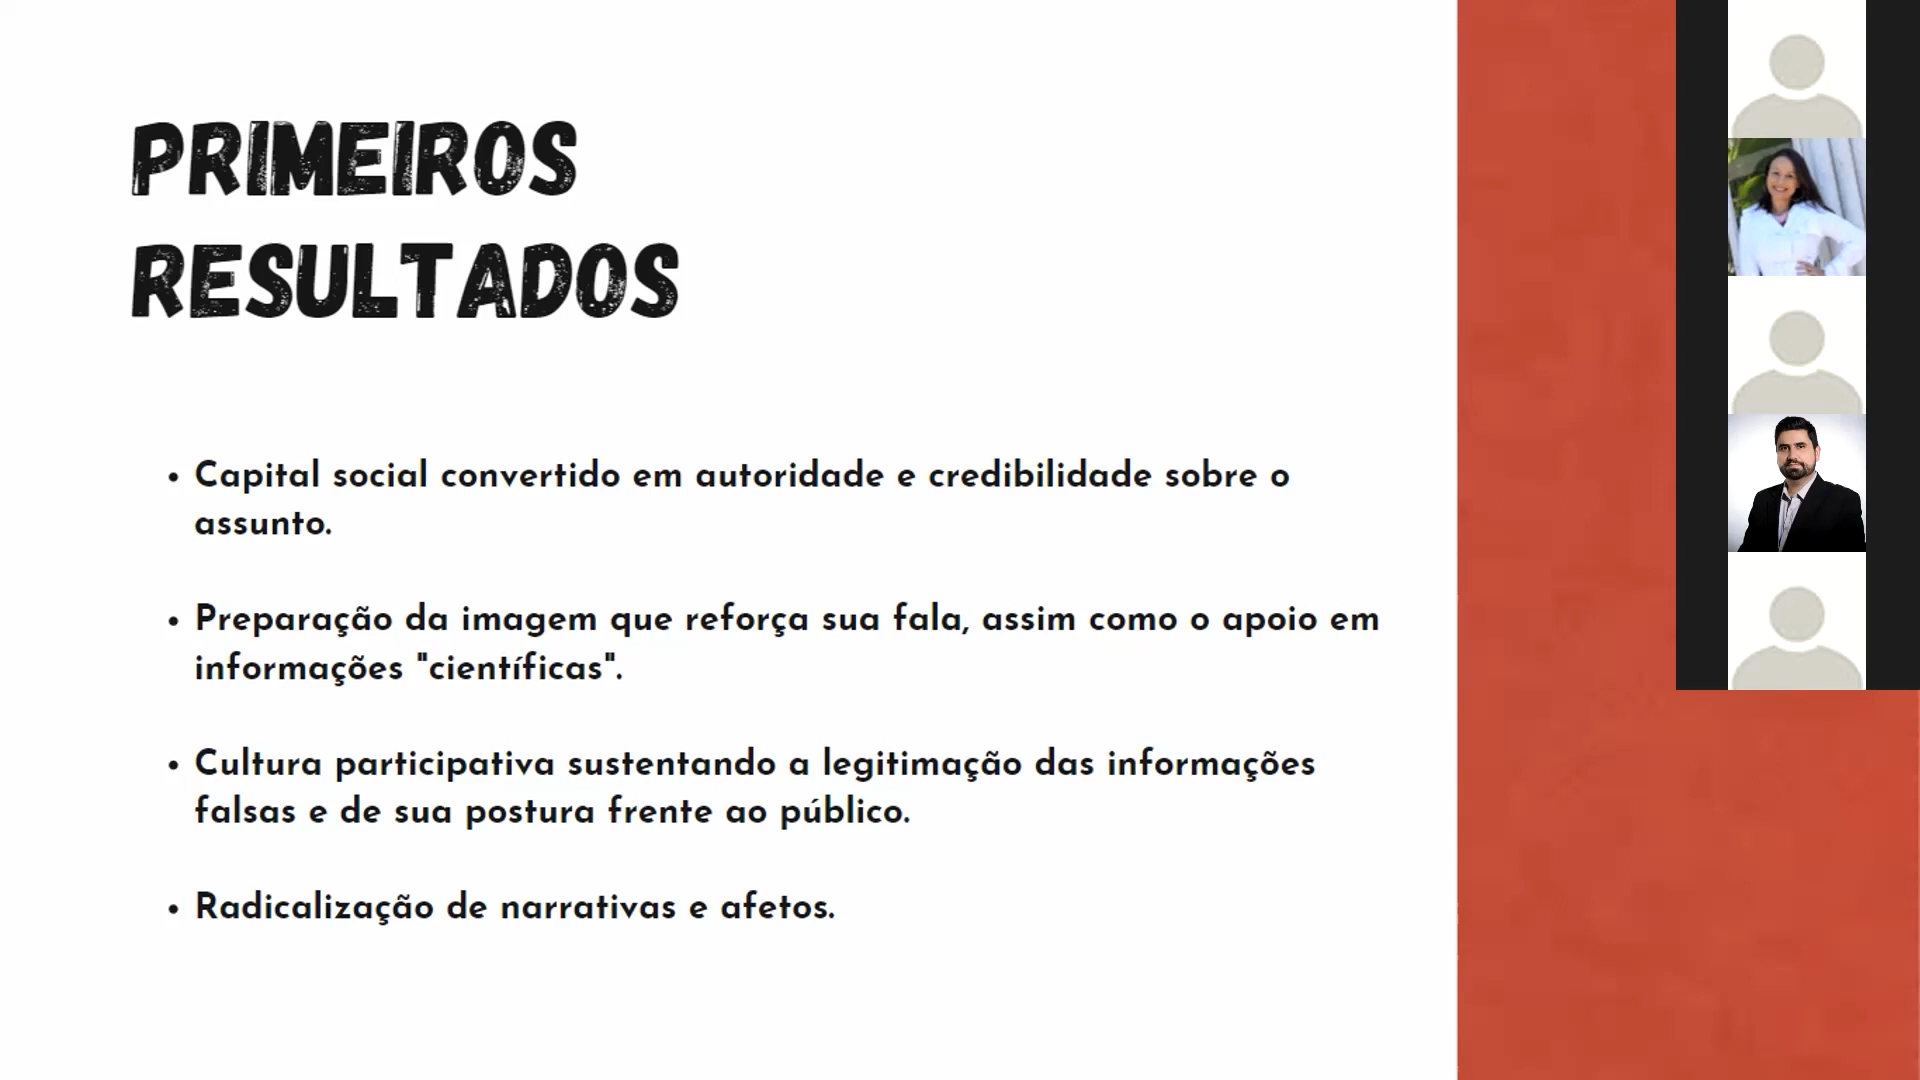 PRIMEIROS
RESULTADOS
• Capital social convertido em autoridade e credibilidade sobre o
assunto.
• Preparação da imagem que reforça sua fala, assim como o apoio em
informações "científicas".
• Cultura participativa sustentando a legitimação das informações
falsas e de sua postura frente ao público.
• Radicalização de narrativas e afetos.